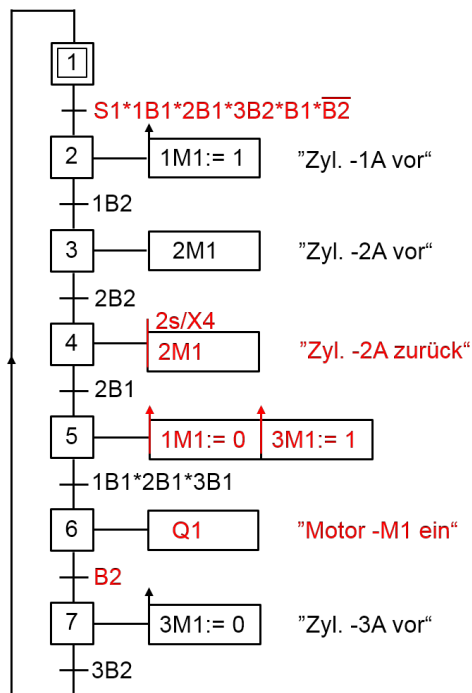 1
S1*1B1*2B1*3B2*B1*B̅2̅
2 1M1:= 1 ”Zyl. -1A vor“
1B2
3 2M1 ”Zyl. -2A vor“
2B2
2s/X4
4 2M1 ”Zyl. -2A zurück“
2B1
5 1M1:= 0 3M1:= 1
1B1*2B1*3B1
6 Q1 ”Motor -M1 ein“
B2
7 3M1:= 0 ”Zyl. -3A vor“
3B2